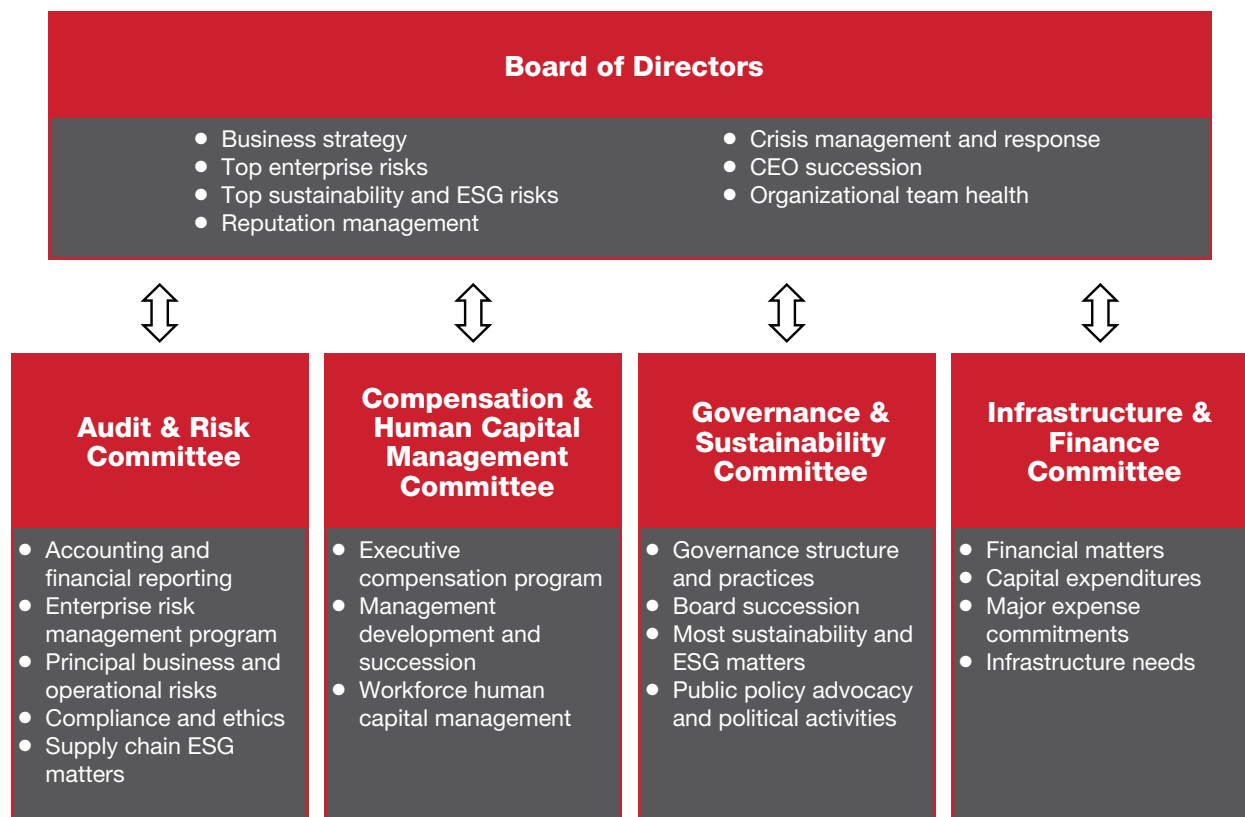 Board of Directors
● Business strategy
● Top enterprise risks
● Top sustainability and ESG risks
● Reputation management
● Crisis management and response
● CEO succession
● Organizational team health
Audit & Risk
Committee
● Accounting and
financial reporting
● Enterprise risk
management program
● Principal business and
operational risks
● Compliance and ethics
● Supply chain ESG
matters
Compensation &
Human Capital
Management
Committee
● Executive
compensation program
● Management
development and
succession
● Workforce human
capital management
Governance &
Sustainability
Committee
● Governance structure
and practices
● Board succession
● Most sustainability and
ESG matters
● Public policy advocacy
and political activities
Infrastructure &
Finance
Committee
● Financial matters
● Capital expenditures
● Major expense
commitments
● Infrastructure needs